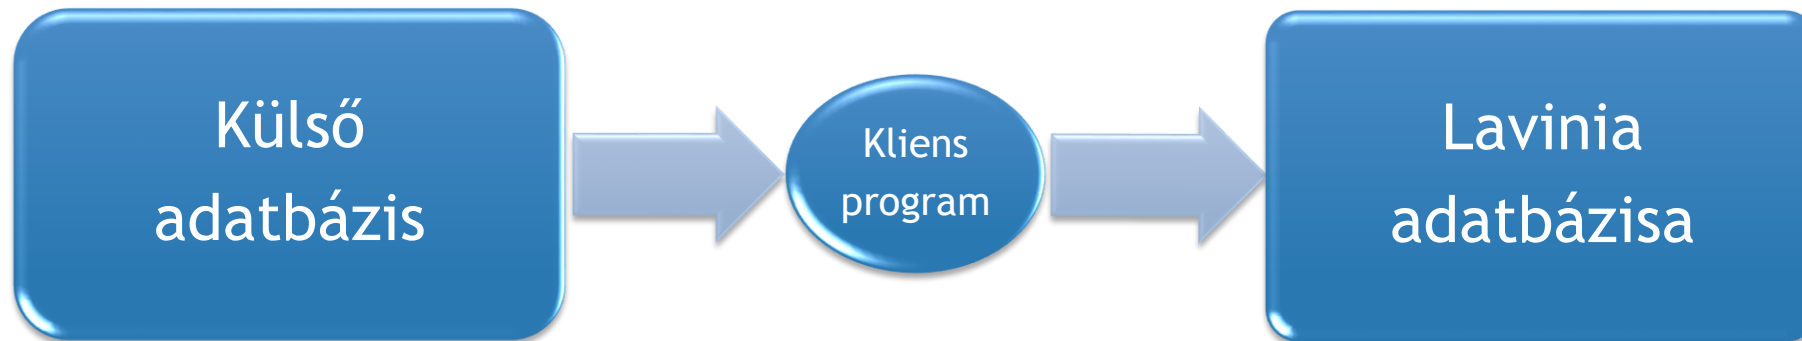 Külső
adatbázis
Kliens
program
Lavinia
adatbázisa